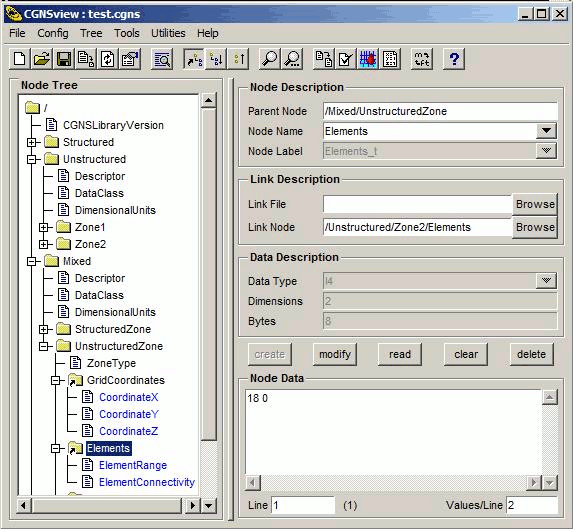 CGNSview : test.cgns
File Config Tree Tools Utilities Help
Node Tree
/
CGNSLibraryVersion
Structured
Unstructured
Descriptor
DataClass
DimensionalUnits
Zone1
Zone2
Mixed
Descriptor
DataClass
DimensionalUnits
StructuredZone
UnstructuredZone
ZoneType
GridCoordinates
CoordinateX
CoordinateY
CoordinateZ
Elements
ElementRange
ElementConnectivity
Node Description
Parent Node /Mixed/UnstructuredZone
Node Name Elements
Node Label Elements_t
Link Description
Link File Browse
Link Node /Unstructured/Zone2/Elements Browse
Data Description
Data Type I4
Dimensions 2
Bytes 8
create modify read clear delete
Node Data
18 0
Line 1 (1) Values/Line 2